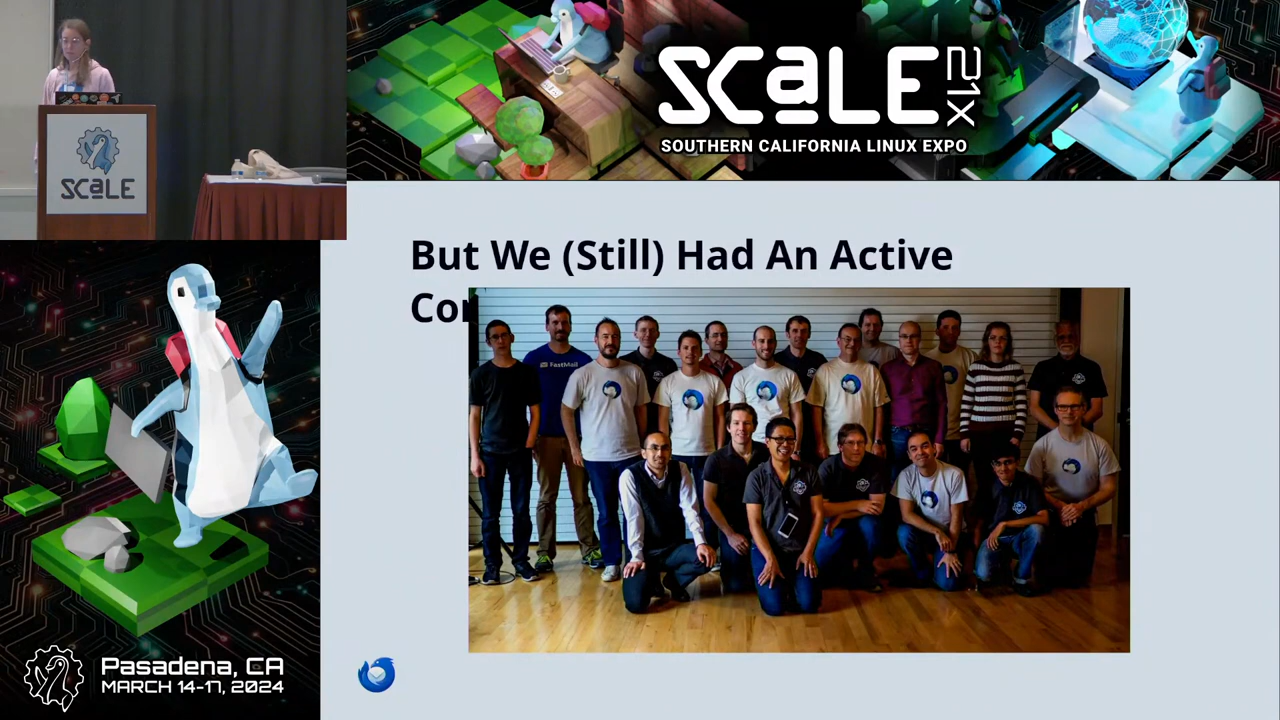 SCaLE
21X
SOUTHERN CALIFORNIA LINUX EXPO
SCaLE
But We (Still) Had An Active
FastMail
Pasadena, CA
MARCH 14-17, 2024